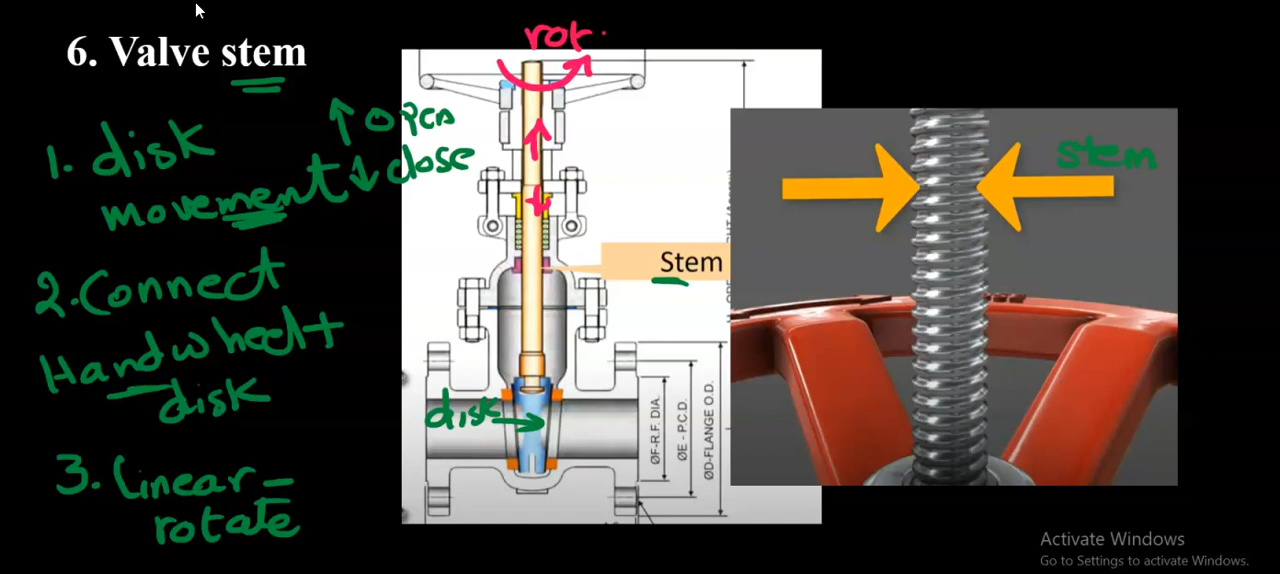 6. Valve stem
rot.
↑ open
↓ close
1. disk
movement
2. Connect
Handwheel +
disk
3. Linear -
rotate
Stem
disk
ØF-R.F. DIA.
ØE - P.C.D.
ØD-FLANGE O.D.
stem
Activate Windows
Go to Settings to activate Windows.